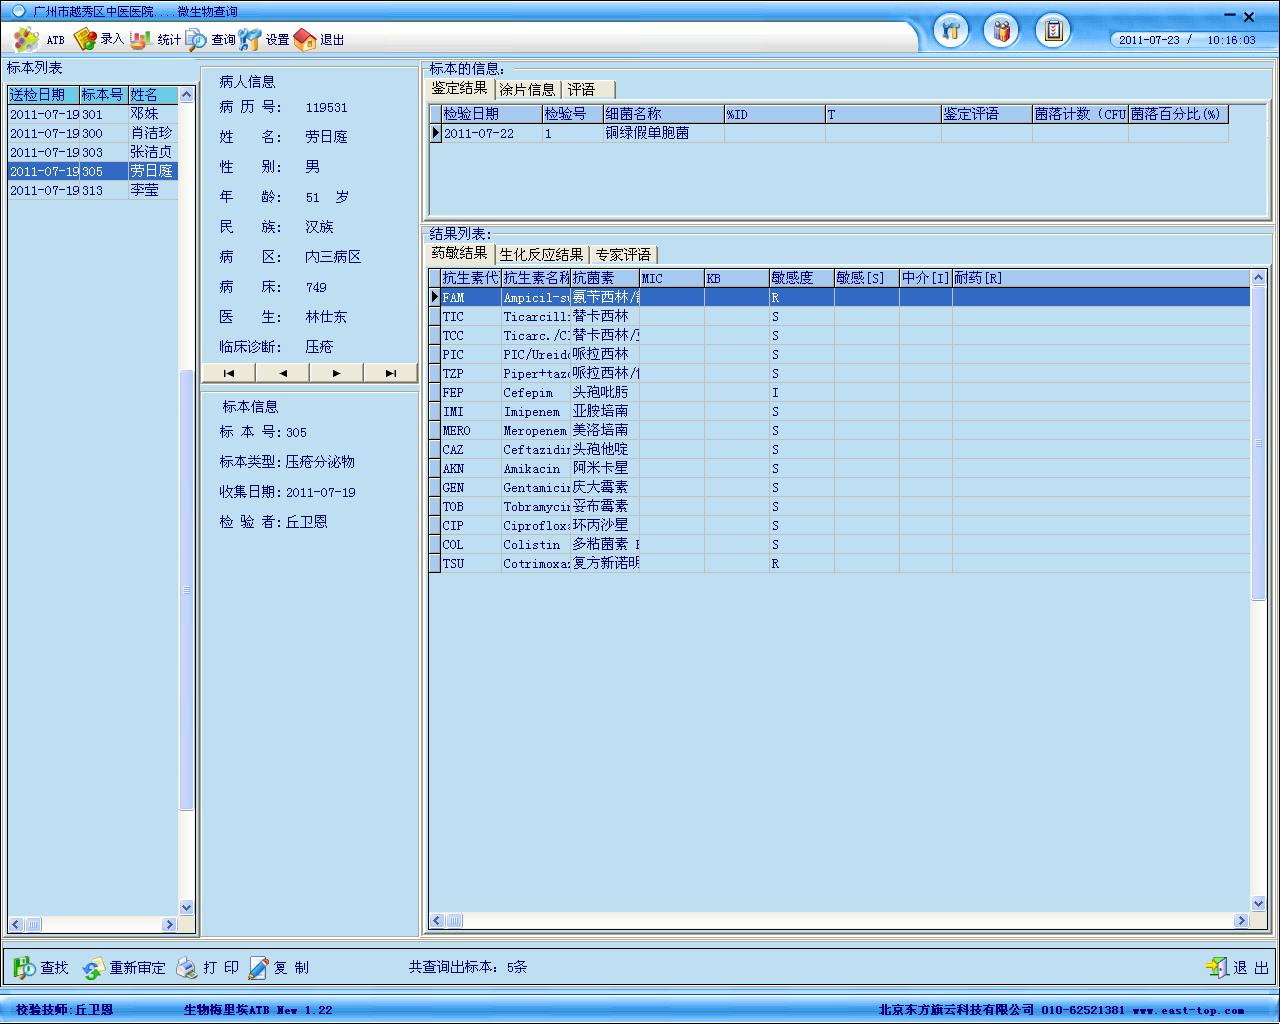 广州市越秀区中医医院....微生物查询
ATB 录入 统计 查询 设置 退出
2011-07-23 / 10:16:03
标本列表
送检日期 标本号 姓名
2011-07-19 301 邓妹
2011-07-19 300 肖洁珍
2011-07-19 303 张洁贞
2011-07-19 305 劳日庭
2011-07-19 313 李莹
病人信息
病 历 号: 119531
姓 名: 劳日庭
性 别: 男
年 龄: 51 岁
民 族: 汉族
病 区: 内三病区
病 床: 749
医 生: 林仕东
临床诊断: 压疮
标本信息
标 本 号: 305
标本类型: 压疮分泌物
收集日期: 2011-07-19
检 验 者: 丘卫恩
标本的信息:
鉴定结果 涂片信息 评语
检验日期 检验号 细菌名称 %ID T 鉴定评语 菌落计数 (CFU 菌落百分比(%)
2011-07-22 1 铜绿假单胞菌
结果列表:
药敏结果 生化反应结果 专家评语
抗生素代 抗生素名称 抗菌素 MIC KB 敏感度 敏感[S] 中介[I] 耐药[R]
FAM Ampicil-su 氨苄西林/ R
TIC Ticarcill 替卡西林 S
TCC Ticarc./C 替卡西林/ S
PIC PIC/Ureid 哌拉西林 S
TZP Piper+tazo 哌拉西林/ S
FEP Cefepim 头孢吡肟 I
IMI Imipenem 亚胺培南 S
MERO Meropenem 美洛培南 S
CAZ Ceftazidi 头孢他啶 S
AKN Amikacin 阿米卡星 S
GEN Gentamici 庆大霉素 S
TOB Tobramyci 妥布霉素 S
CIP Ciproflox 环丙沙星 S
COL Colistin 多粘菌素 S
TSU Cotrimoxa 复方新诺明 R
查找 重新审定 打 印 复 制 共查询出标本: 5条 退 出
校验技师:丘卫恩 生物梅里埃ATB New 1.22 北京东方旗云科技有限公司 010-62521381 www.east-top.com